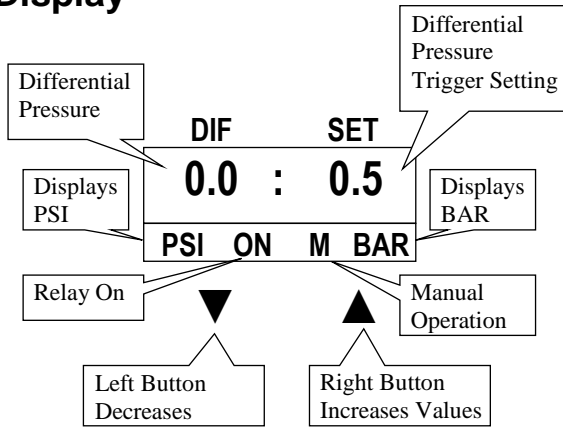 Display
Differential
Pressure
Trigger Setting
Differential
Pressure
DIF SET
0.0 : 0.5
Displays
PSI
Displays
BAR
PSI ON M BAR
Relay On
Manual
Operation
Left Button
Decreases
Right Button
Increases Values